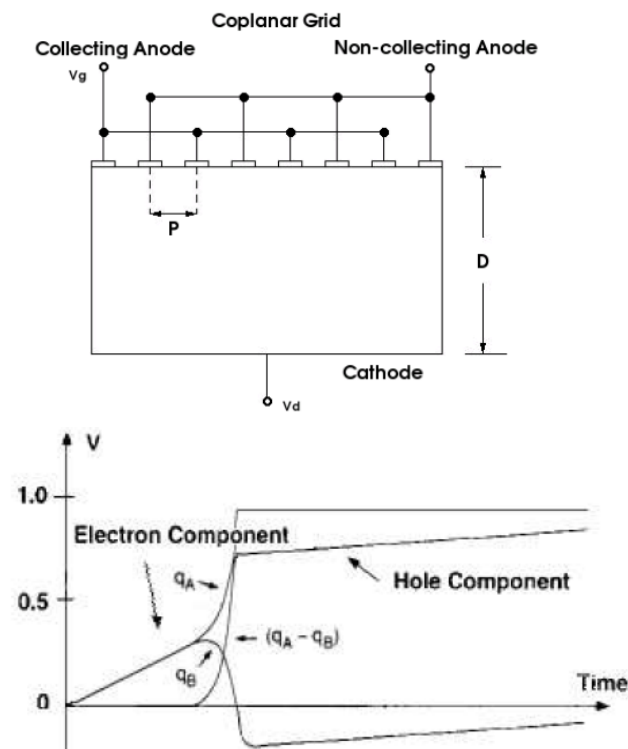 Coplanar Grid
Collecting Anode
Non-collecting Anode
Vg
P
D
Cathode
Vd
V
1.0
Electron Component
qA
Hole Component
0.5
(qA – qB)
qB
Time
0